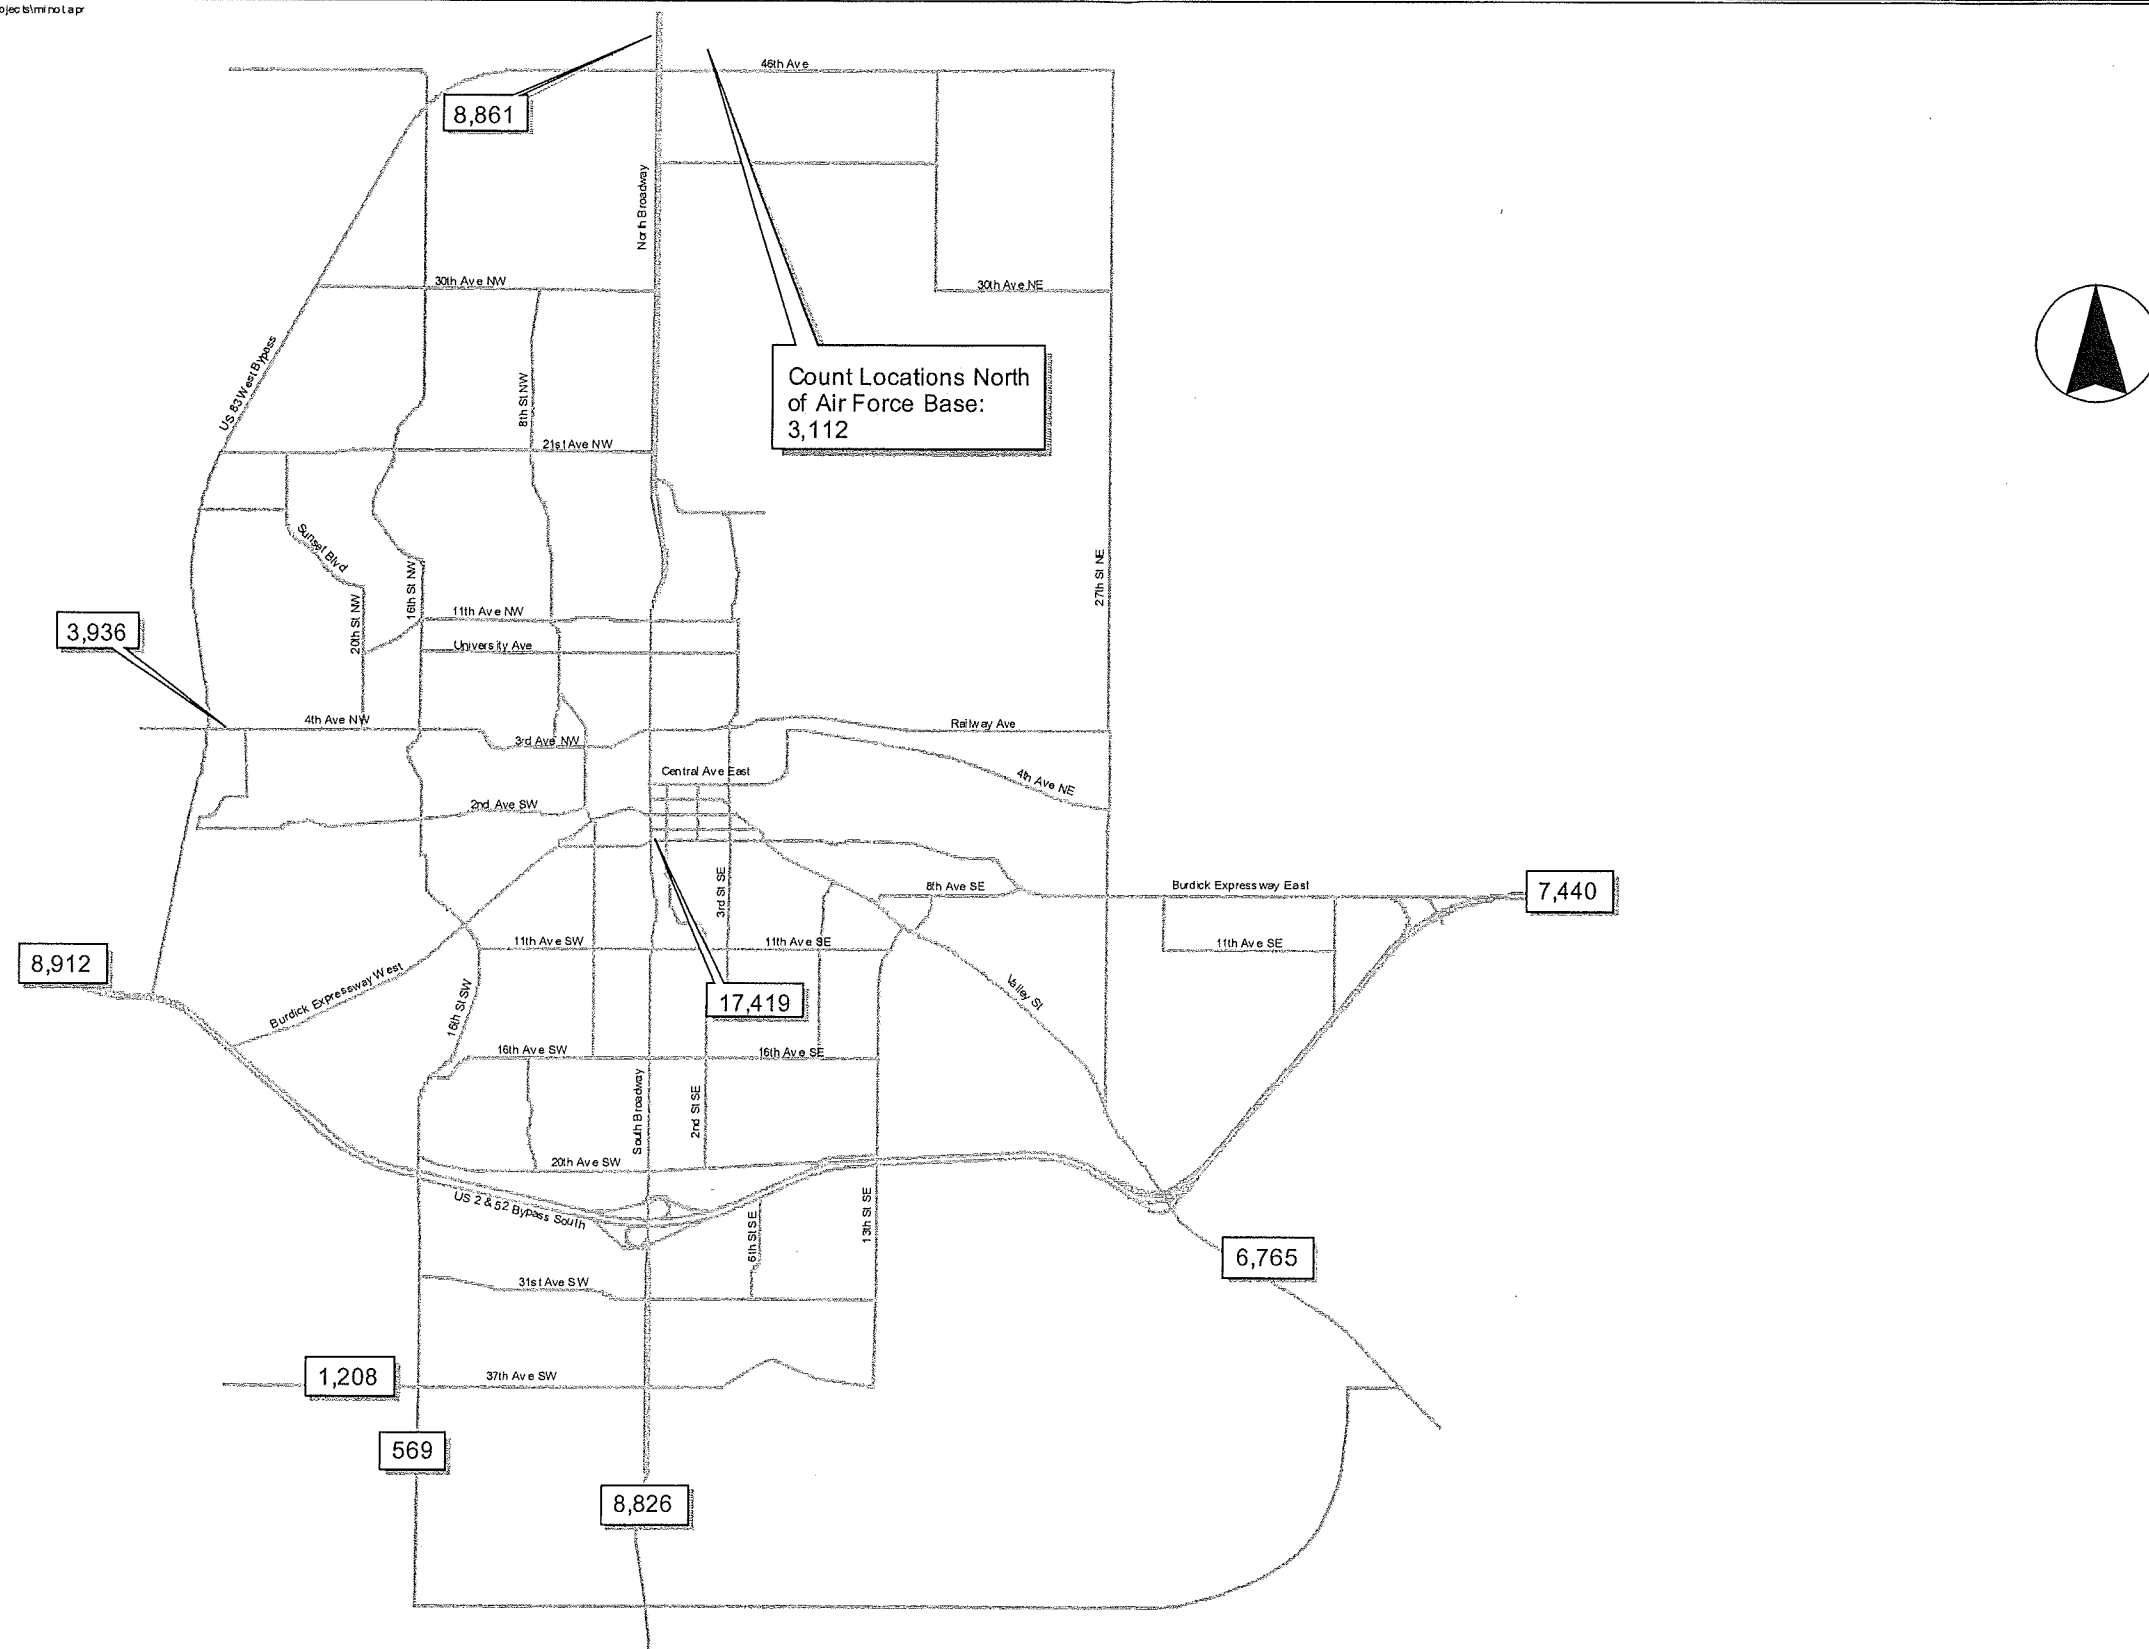 ojects\minot.apr
46th Ave
8,861
North Broadway
30th Ave NW
30th Ave NE
US 83 West Bypass
8th St NW
Count Locations North
of Air Force Base:
3,112
21st Ave NW
Sunset Blvd
16th St NW
20th St NW
27th St NE
11th Ave NW
3,936
University Ave
4th Ave NW
Railway Ave
3rd Ave NW
Central Ave East
4th Ave NE
2nd Ave SW
3rd St SE
8th Ave SE
Burdick Expressway East
7,440
11th Ave SW
11th Ave SE
11th Ave SE
8,912
Burdick Expressway West
16th St SW
17,419
Valley St
16th Ave SW
16th Ave SE
South Broadway
2nd St SE
20th Ave SW
US 2 & 52 Bypass South
6th St SE
13th St SE
6,765
31st Ave SW
1,208
37th Ave SW
569
8,826